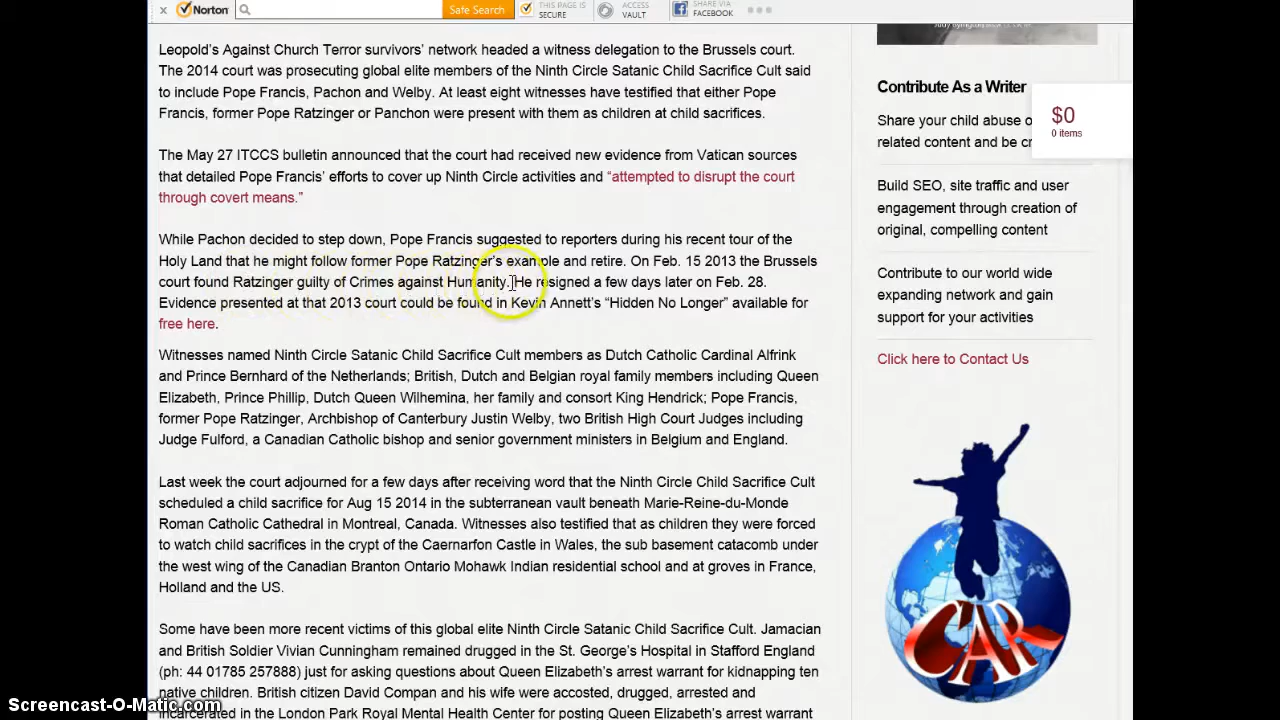 Norton
Safe Search
THIS PAGE IS
SECURE
ACCESS
VAULT
SHARE VIA
FACEBOOK
Leopold's Against Church Terror survivors' network headed a witness delegation to the Brussels court.
The 2014 court was prosecuting global elite members of the Ninth Circle Satanic Child Sacrifice Cult said
to include Pope Francis, Pachon and Welby. At least eight witnesses have testified that either Pope
Francis, former Pope Ratzinger or Panchon were present with them as children at child sacrifices.
The May 27 ITCCS bulletin announced that the court had received new evidence from Vatican sources
that detailed Pope Francis' efforts to cover up Ninth Circle activities and “attempted to disrupt the court
through covert means.”
While Pachon decided to step down, Pope Francis suggested to reporters during his recent tour of the
Holy Land that he might follow former Pope Ratzinger's example and retire. On Feb. 15 2013 the Brussels
court found Ratzinger guilty of Crimes against Humanity. He resigned a few days later on Feb. 28.
Evidence presented at that 2013 court could be found in Kevin Annett's “Hidden No Longer” available for
free here.
Witnesses named Ninth Circle Satanic Child Sacrifice Cult members as Dutch Catholic Cardinal Alfrink
and Prince Bernhard of the Netherlands; British, Dutch and Belgian royal family members including Queen
Elizabeth, Prince Phillip, Dutch Queen Wilhemina, her family and consort King Hendrick; Pope Francis,
former Pope Ratzinger, Archbishop of Canterbury Justin Welby, two British High Court Judges including
Judge Fulford, a Canadian Catholic bishop and senior government ministers in Belgium and England.
Last week the court adjourned for a few days after receiving word that the Ninth Circle Child Sacrifice Cult
scheduled a child sacrifice for Aug 15 2014 in the subterranean vault beneath Marie-Reine-du-Monde
Roman Catholic Cathedral in Montreal, Canada. Witnesses also testified that as children they were forced
to watch child sacrifices in the crypt of the Caernarfon Castle in Wales, the sub basement catacomb under
the west wing of the Canadian Branton Ontario Mohawk Indian residential school and at groves in France,
Holland and the US.
Some have been more recent victims of this global elite Ninth Circle Satanic Child Sacrifice Cult. Jamacian
and British Soldier Vivian Cunningham remained drugged in the St. George's Hospital in Stafford England
(ph: 44 01785 257888) just for asking questions about Queen Elizabeth's arrest warrant for kidnapping ten
native children. British citizen David Compan and his wife were accosted, drugged, arrested and
incarcerated in the London Park Royal Mental Health Center for posting Queen Elizabeth's arrest warrant
Contribute As a Writer
Share your child abuse
related content and be
$0
0 items
Build SEO, site traffic and user
engagement through creation of
original, compelling content
Contribute to our world wide
expanding network and gain
support for your activities
Click here to Contact Us
CAR
Screencast-O-Matic.com